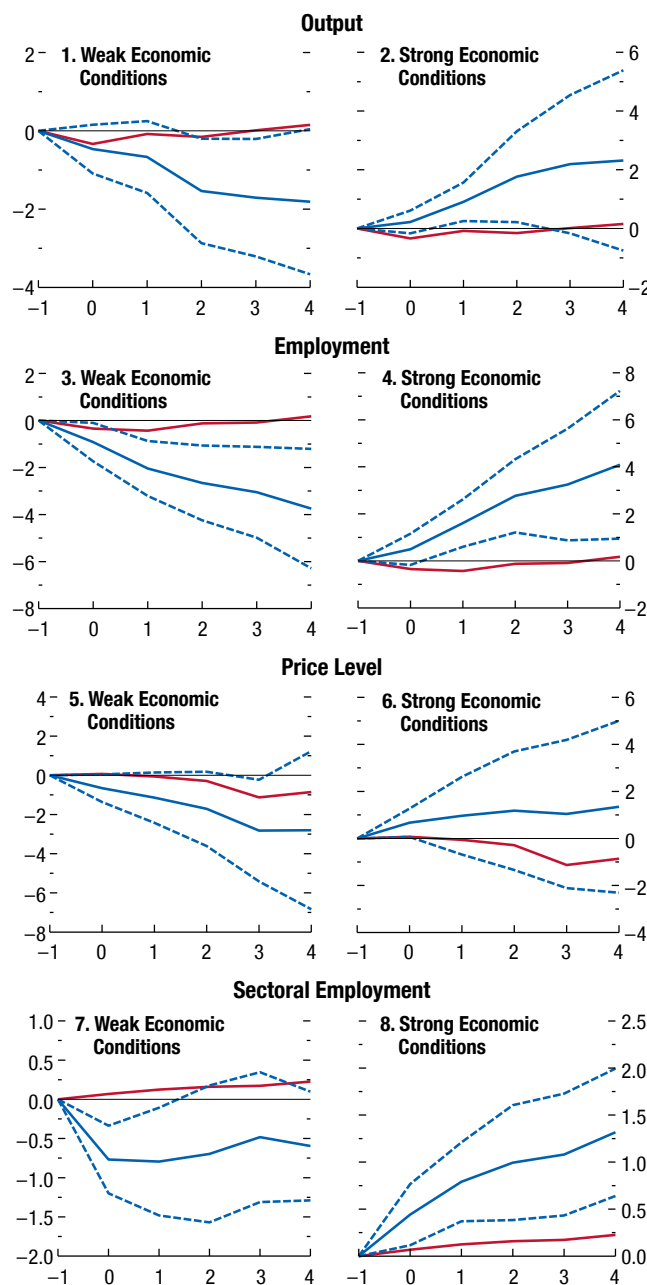 Output
1. Weak Economic
Conditions
2. Strong Economic
Conditions
2
0
−2
−4
6
4
2
0
−2
−1 0 1 2 3 4
−1 0 1 2 3 4
Employment
3. Weak Economic
Conditions
4. Strong Economic
Conditions
2
0
−2
−4
−6
−8
8
6
4
2
0
−2
−1 0 1 2 3 4
−1 0 1 2 3 4
Price Level
5. Weak Economic
Conditions
6. Strong Economic
Conditions
4
2
0
−2
−4
−6
−8
6
4
2
0
−2
−4
−1 0 1 2 3 4
−1 0 1 2 3 4
Sectoral Employment
7. Weak Economic
Conditions
8. Strong Economic
Conditions
1.0
0.5
0.0
−0.5
−1.0
−1.5
−2.0
2.5
2.0
1.5
1.0
0.5
0.0
−1 0 1 2 3 4
−1 0 1 2 3 4